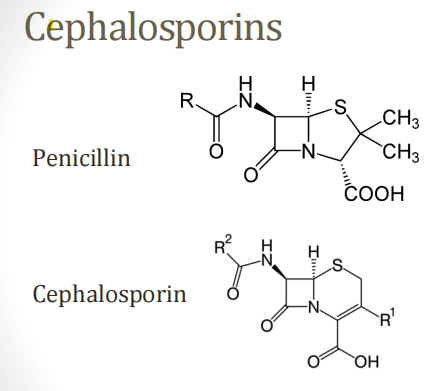 Cephalosporins
Penicillin
R
H
N
H
S
CH3
CH3
O
O
N
COOH
Cephalosporin
R2
H
N
H
S
O
O
N
R1
O
OH